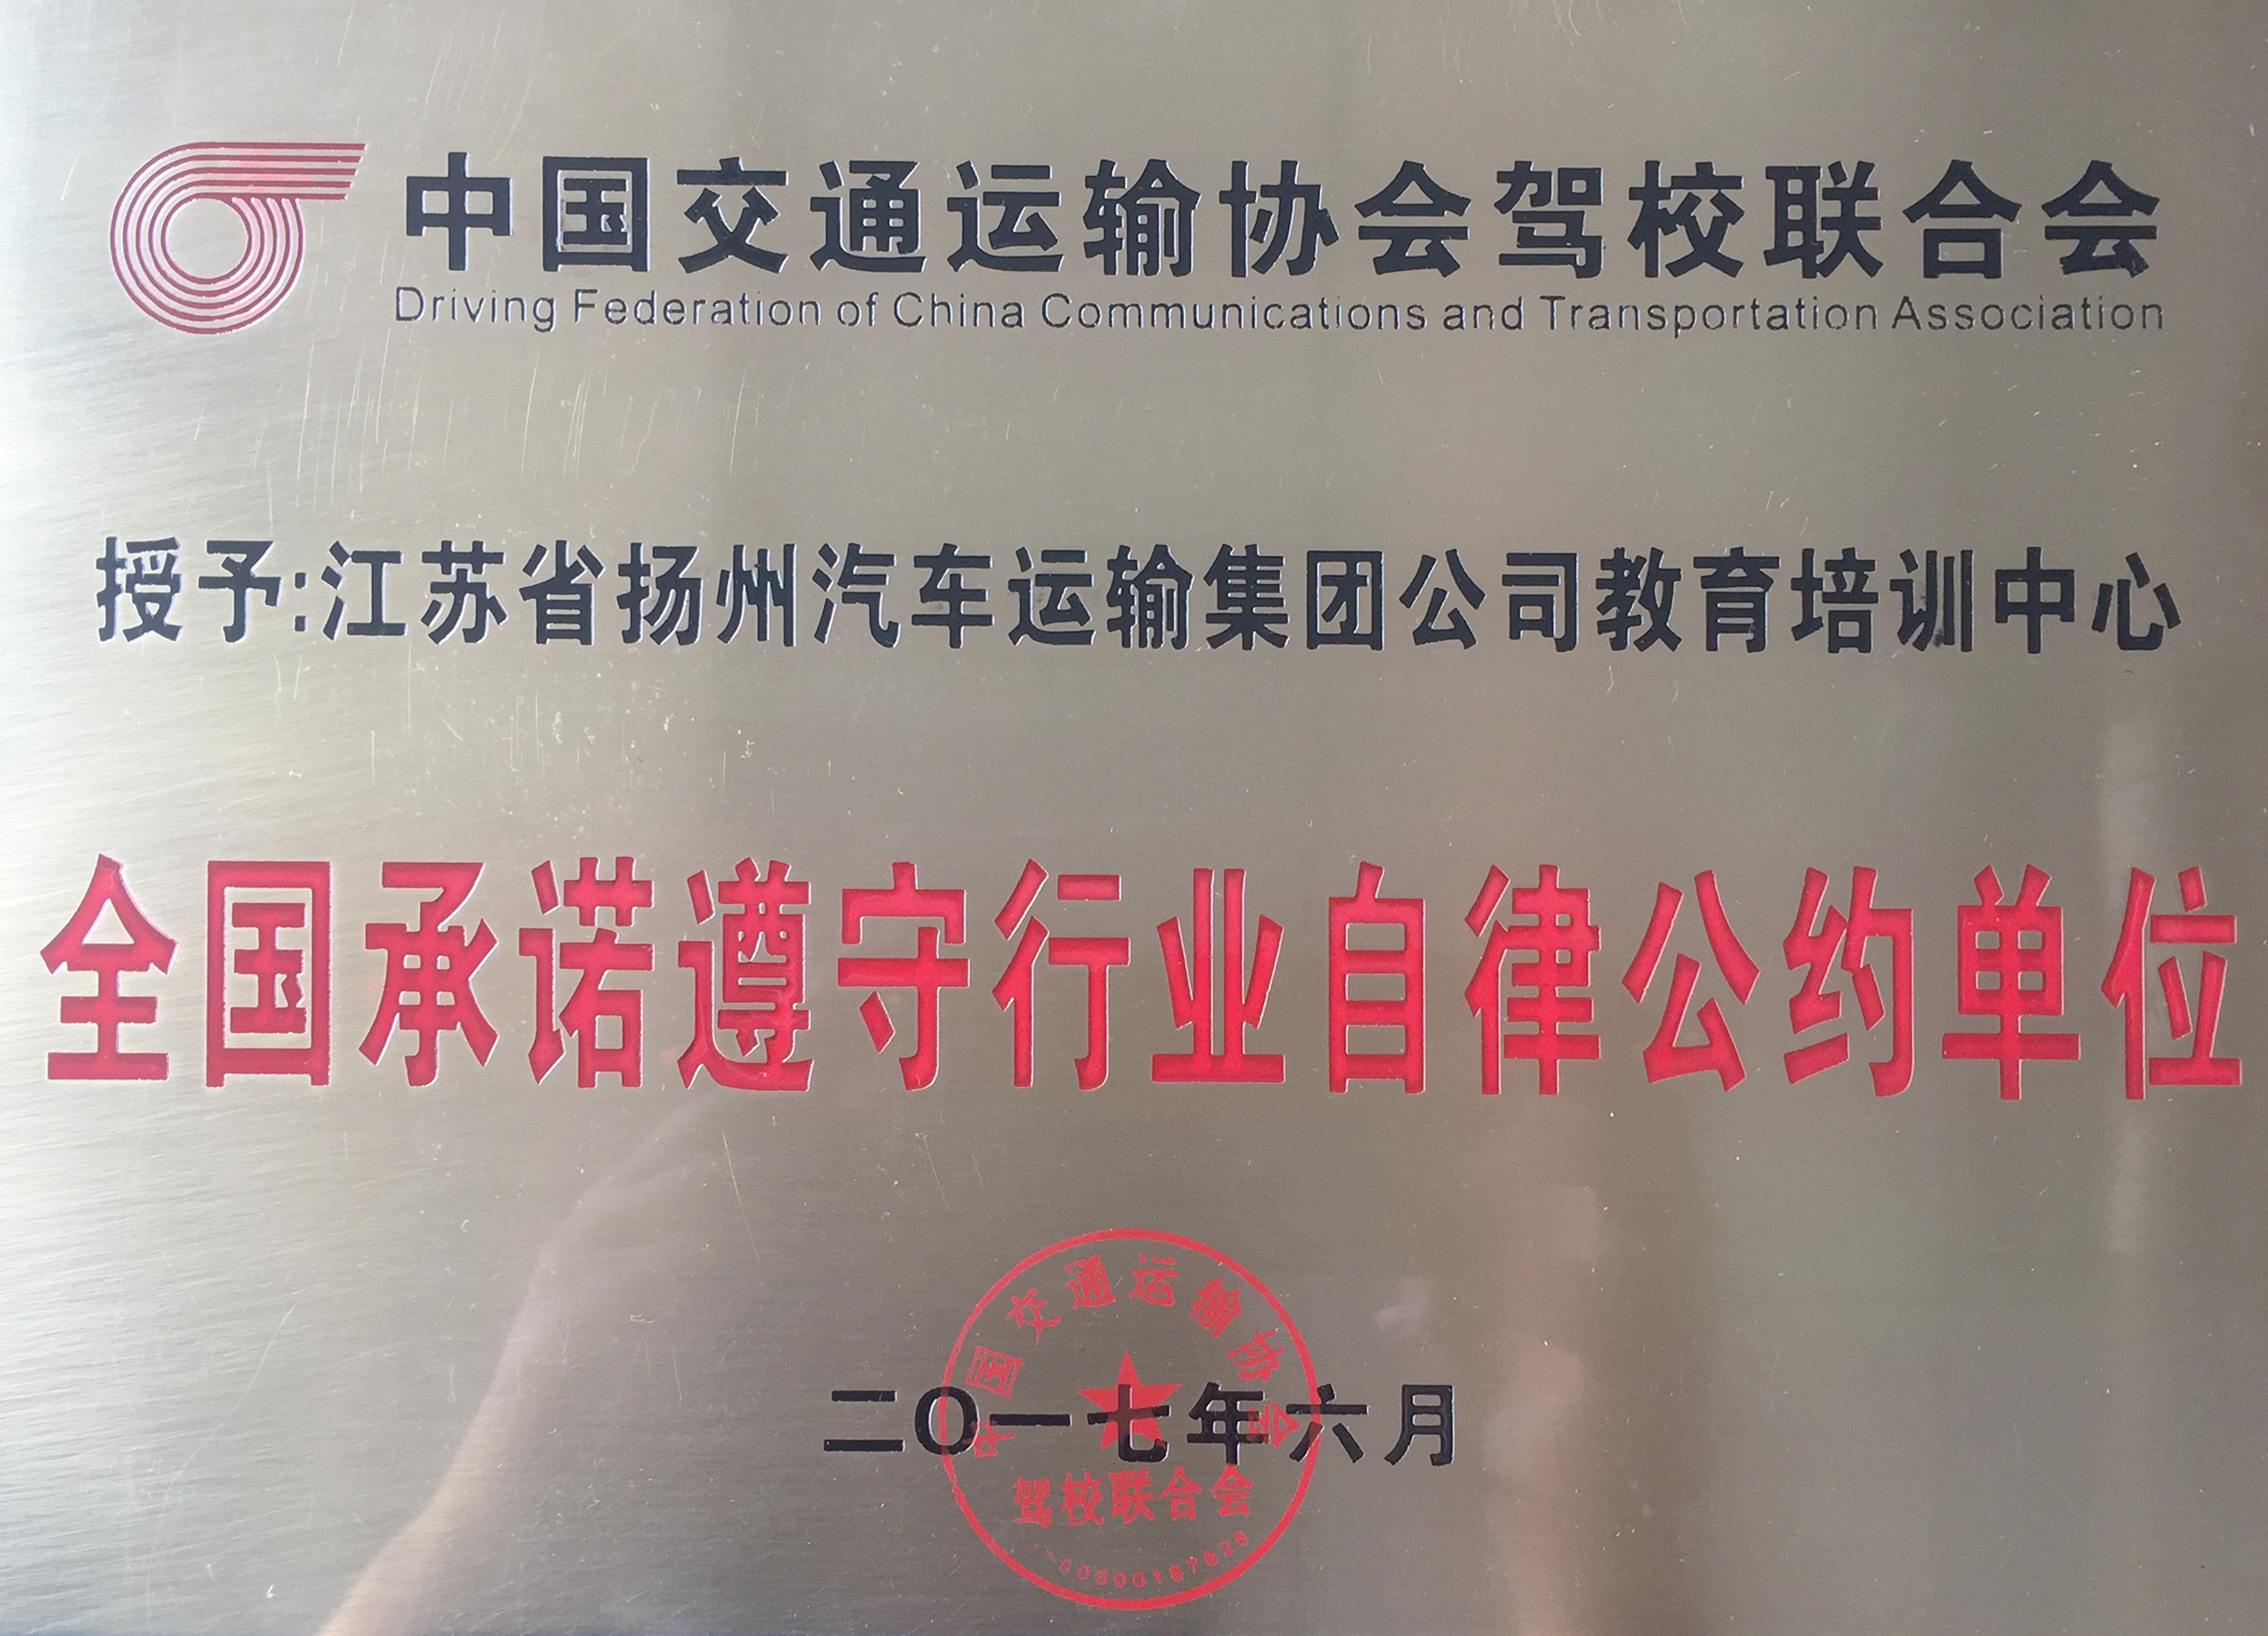 中国交通运输协会驾校联合会
Driving Federation of China Communications and Transportation Association
授予:江苏省扬州汽车运输集团公司教育培训中心
全国承诺遵守行业自律公约单位
中国交通运输协会
二〇一七年六月
驾校联合会